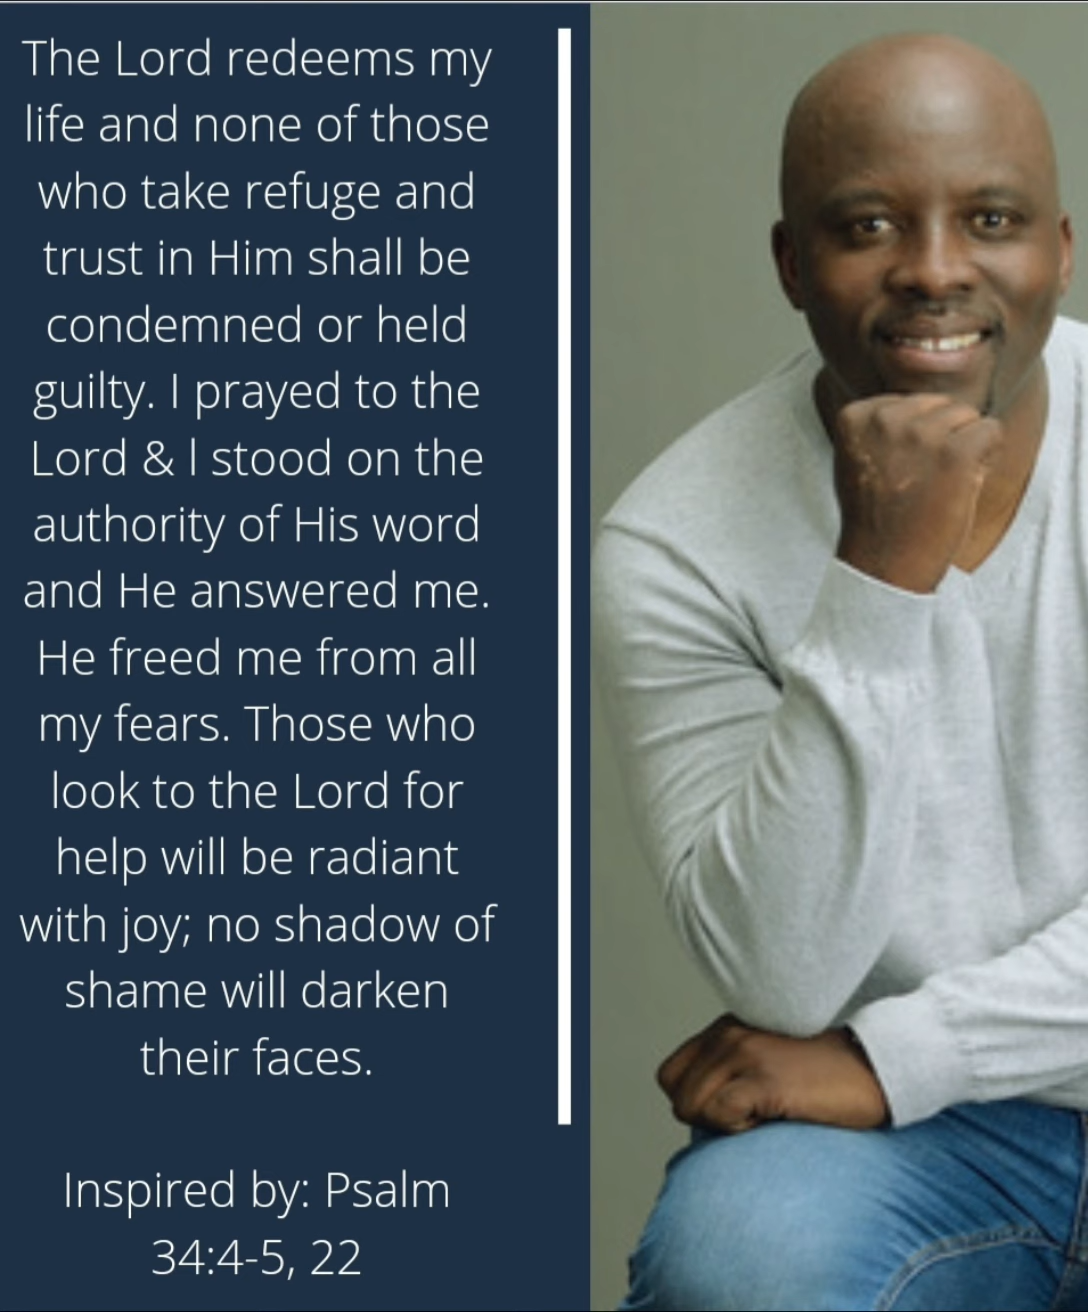 The Lord redeems my
life and none of those
who take refuge and
trust in Him shall be
condemned or held
guilty. I prayed to the
Lord & I stood on the
authority of His word
and He answered me.
He freed me from all
my fears. Those who
look to the Lord for
help will be radiant
with joy; no shadow of
shame will darken
their faces.
Inspired by: Psalm
34:4-5, 22